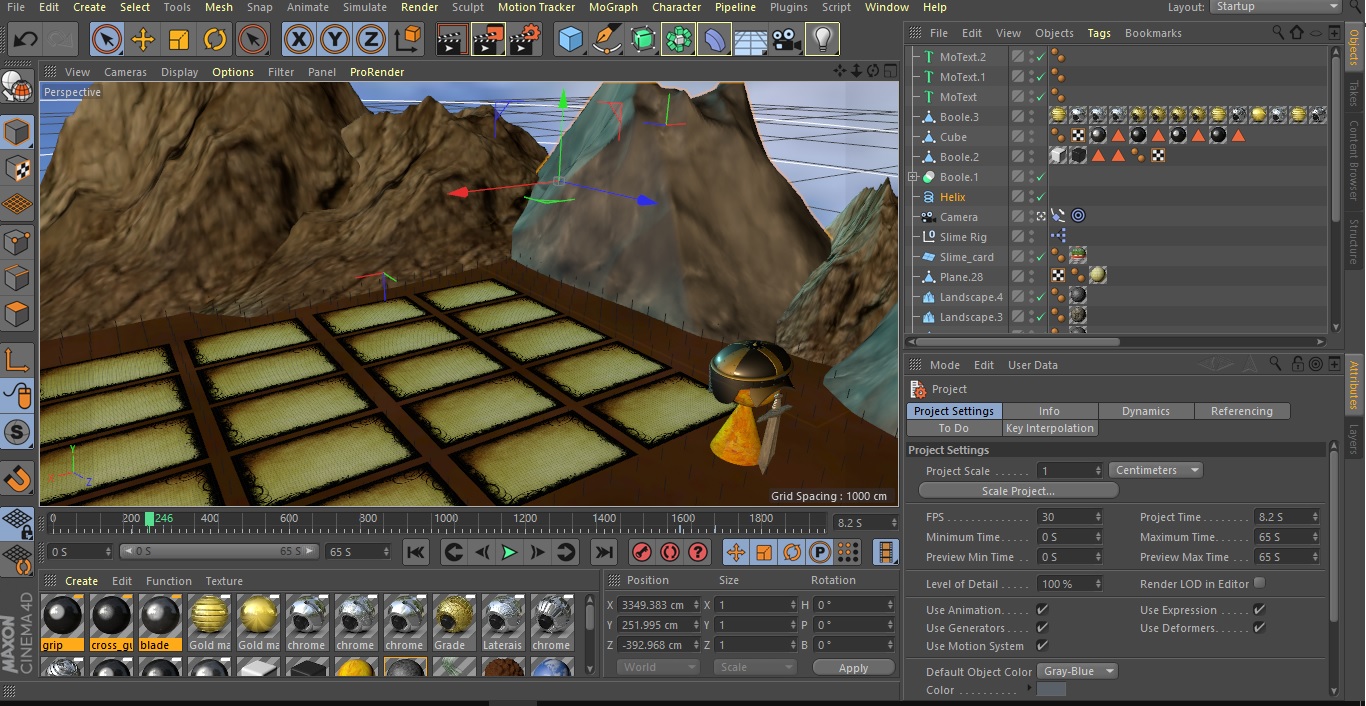 File Edit Create Select Tools Mesh Snap Animate Simulate Render Sculpt Motion Tracker MoGraph Character Pipeline Plugins Script Window Help Layout: Startup
File Edit View Objects Tags Bookmarks
View Cameras Display Options Filter Panel ProRender
Perspective
MoText.2
MoText.1
MoText
Boole.3
Cube
Boole.2
Boole.1
Helix
Camera
Slime Rig
Slime_card
Plane.28
Landscape.4
Landscape.3
Objects
Takes
Content Browser
Structure
Attributes
Layers
Y
X
Z
Grid Spacing : 1000 cm
Mode Edit User Data
Project
Project Settings Info Dynamics Referencing
To Do Key Interpolation
Project Settings
Project Scale 1 Centimeters
Scale Project...
FPS 30 Project Time 8.2 S
Minimum Time 0 S Maximum Time 65 S
Preview Min Time 0 S Preview Max Time 65 S
Level of Detail 100 % Render LOD in Editor
Use Animation Use Expression
Use Generators Use Deformers
Use Motion System
Default Object Color Gray-Blue
Color
0 200 246 400 600 800 1000 1200 1400 1600 1800 8.2 S
0 S 0 S 65 S 65 S
Create Edit Function Texture
grip cross_gu blade Gold ma Gold ma chrome chrome chrome Grade Laterais chrome
Position Size Rotation
X 3349.383 cm X 1 H 0 °
Y 251.995 cm Y 1 P 0 °
Z -392.968 cm Z 1 B 0 °
World Scale Apply
MAXON
CINEMA 4D